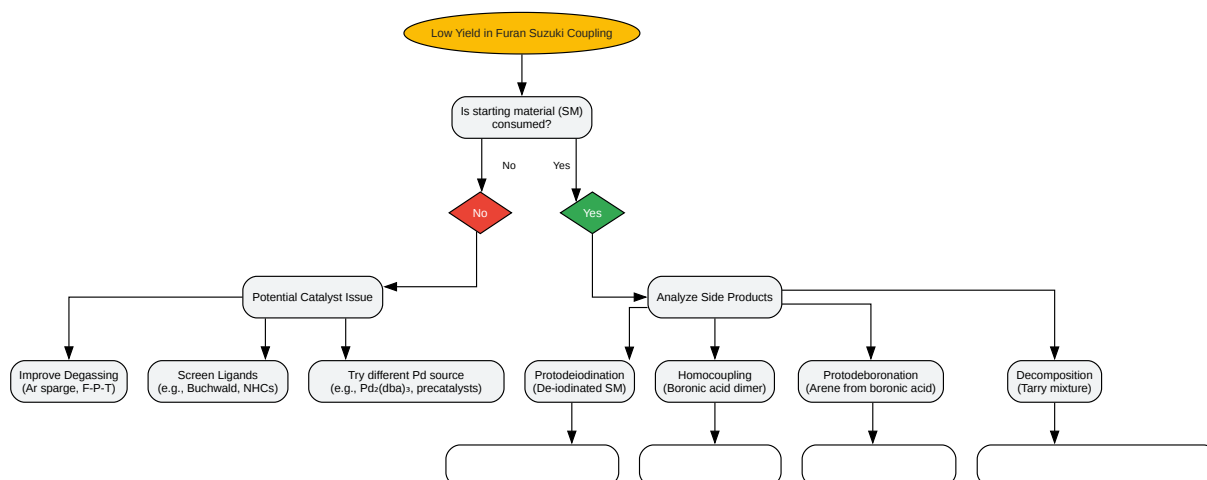 Low Yield in Furan Suzuki Coupling
Is starting material (SM)
consumed?
No
Yes
No
Yes
Potential Catalyst Issue
Analyze Side Products
Improve Degassing
(Ar sparge, F-P-T)
Screen Ligands
(e.g., Buchwald, NHCs)
Try different Pd source
(e.g., Pd₂(dba)₃, precatalysts)
Protodeiodination
(De-iodinated SM)
Homocoupling
(Boronic acid dimer)
Protodeboronation
(Arene from boronic acid)
Decomposition
(Tarry mixture)